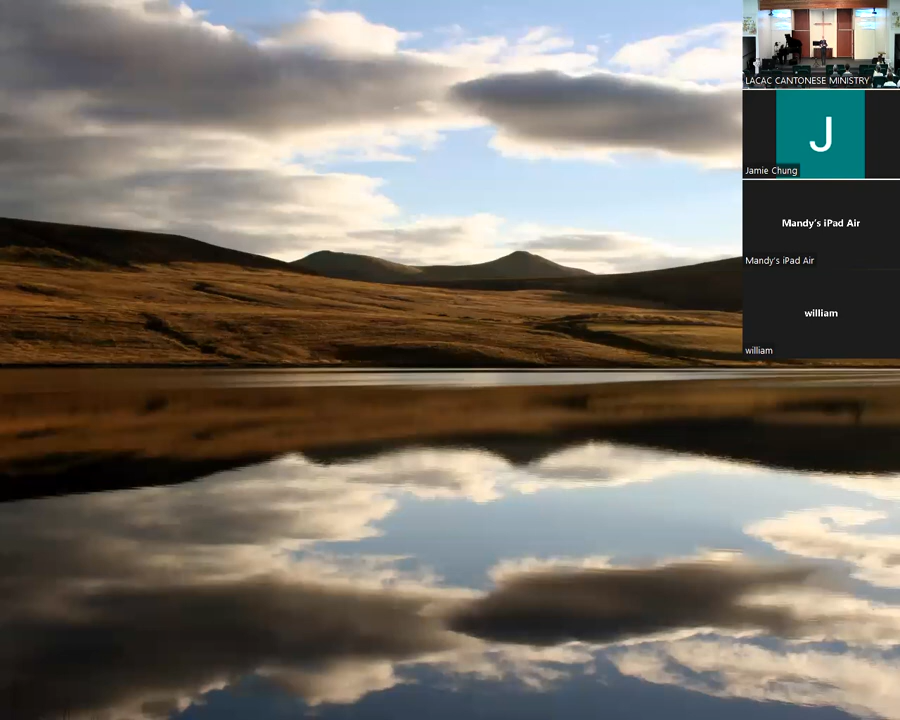 LACAC CANTONESE MINISTRY
J
Jamie Chung
Mandy's iPad Air
Mandy's iPad Air
william
william